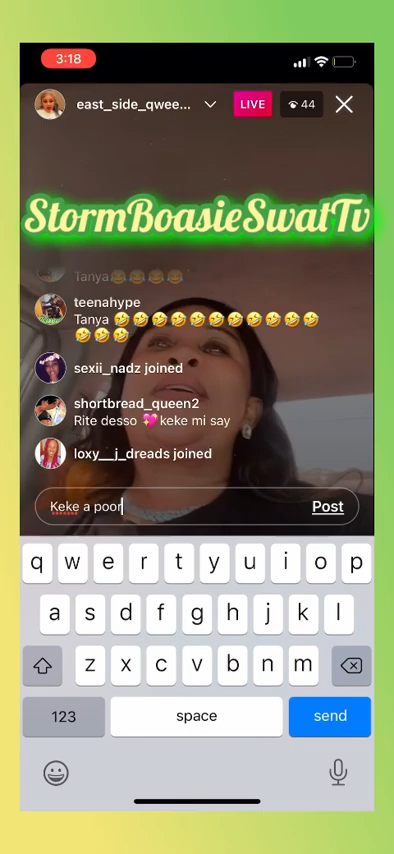 3:18
east_side_qwee...
LIVE
44
StormBoasieSwatTv
Tanya😂😂😂😂
teenahype
Tanya 🤣🤣🤣🤣🤣🤣🤣🤣🤣🤣🤣
🤣🤣🤣
sexii_nadz joined
shortbread_queen2
Rite desso 💖keke mi say
loxy__j_dreads joined
Keke a poor
Post
q w e r t y u i o p
a s d f g h j k l
z x c v b n m
123
space
send